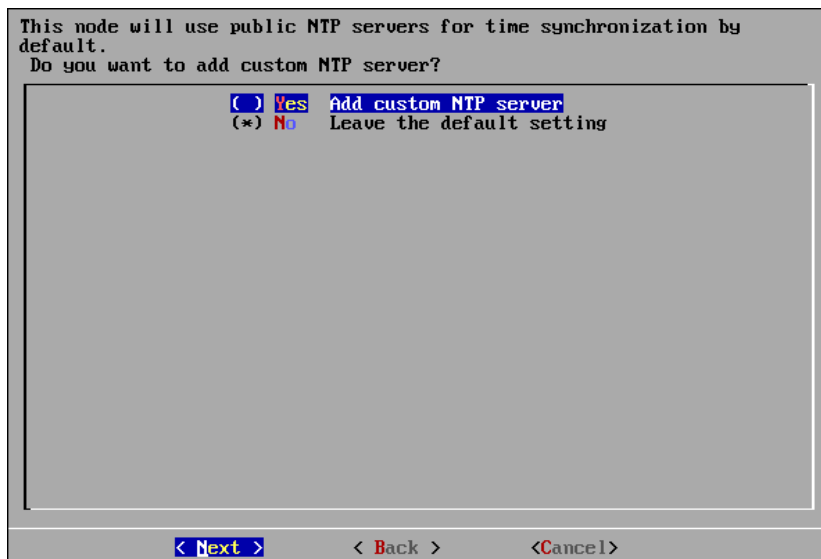 This node will use public NTP servers for time synchronization by
default.
Do you want to add custom NTP server?
( ) Yes Add custom NTP server
(*) No Leave the default setting
< Next > < Back > <Cancel>